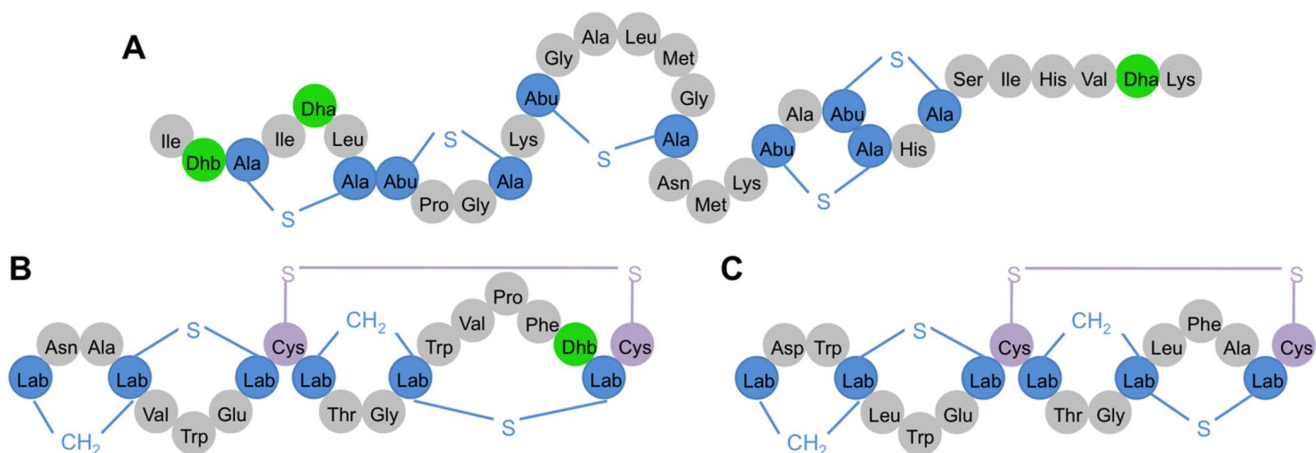 A
Ile Dhb Ala S Ile Dha Leu Ala Abu S Pro Gly Ala Lys Abu Gly Ala Leu Met Gly S Ala Asn Met Lys Abu Ala Abu S S Ala His Ala Ser Ile His Val Dha Lys
B
Lab Asn Ala CH2 Lab S Val Trp Glu Lab Cys S Lab CH2 Thr Gly Lab Trp Val Pro Phe Dhb S Lab Cys S
C
Lab Asp Trp CH2 Lab S Leu Trp Glu Lab Cys S Lab CH2 Thr Gly Lab Leu Phe Ala S Lab Cys S